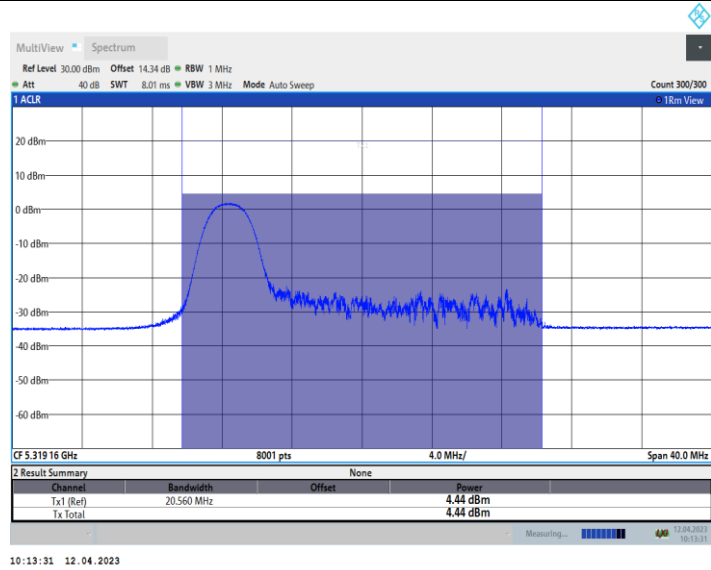 R&S
MultiView Spectrum
Ref Level 30.00 dBm Offset 14.34 dB RBW 1 MHz
Att 40 dB SWT 8.01 ms VBW 3 MHz Mode Auto Sweep Count 300/300
1 ACLR 1Rm View
20 dBm
10 dBm
0 dBm
-10 dBm
-20 dBm
-30 dBm
-40 dBm
-50 dBm
-60 dBm
CF 5.319 16 GHz 8001 pts 4.0 MHz/ Span 40.0 MHz
2 Result Summary None
Channel Bandwidth Offset Power
Tx1 (Ref) 20.560 MHz 4.44 dBm
Tx Total 4.44 dBm
Measuring... 12.04.2023
10:13:31
10:13:31 12.04.2023